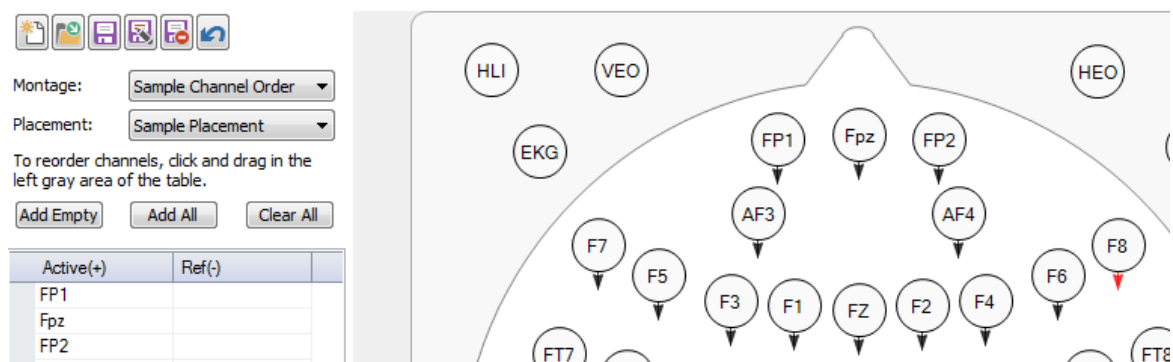 Montage:
Sample Channel Order
Placement:
Sample Placement
To reorder channels, click and drag in the
left gray area of the table.
Add Empty
Add All
Clear All
Active(+)
Ref(-)
FP1
Fpz
FP2
HLI
VEO
HEO
EKG
FP1
Fpz
FP2
AF3
AF4
F7
F8
F5
F6
F3
F1
FZ
F2
F4
FT7
FT8